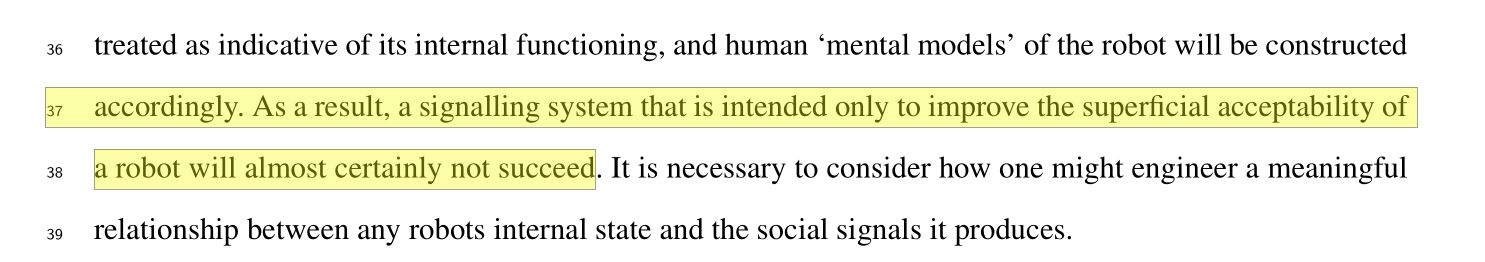 36 treated as indicative of its internal functioning, and human ‘mental models’ of the robot will be constructed
37 accordingly. As a result, a signalling system that is intended only to improve the superficial acceptability of
38 a robot will almost certainly not succeed. It is necessary to consider how one might engineer a meaningful
39 relationship between any robots internal state and the social signals it produces.